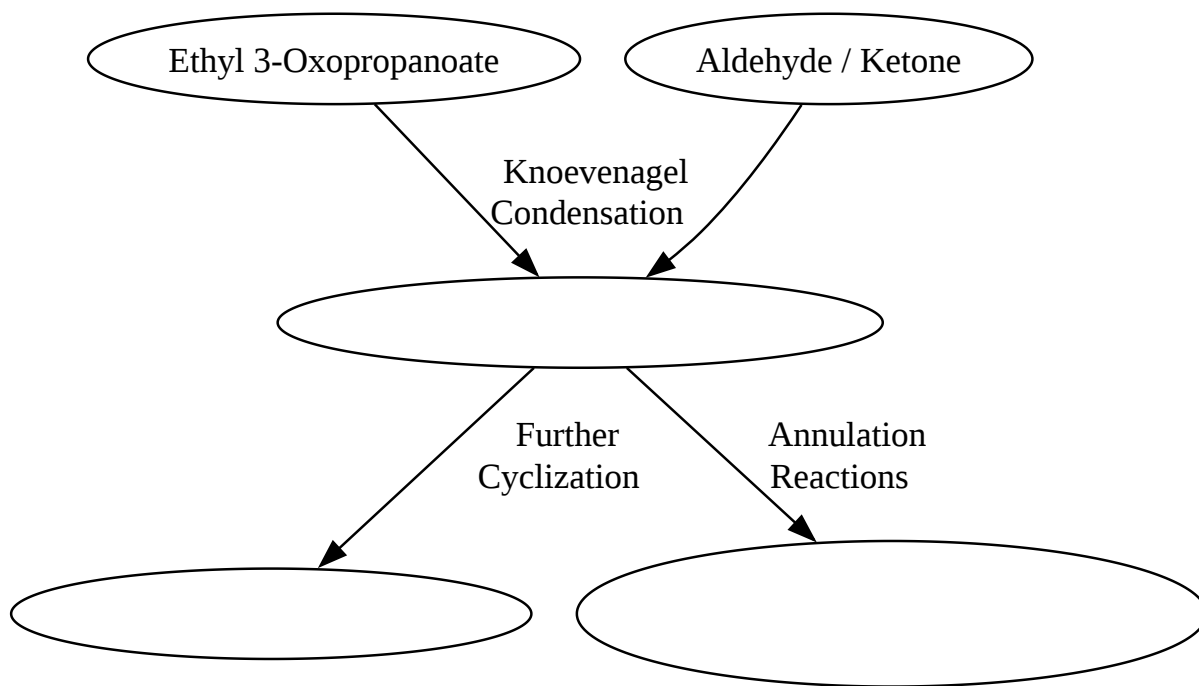 Ethyl 3-Oxopropanoate
Aldehyde / Ketone
Knoevenagel
Condensation
Further
Cyclization
Annulation
Reactions